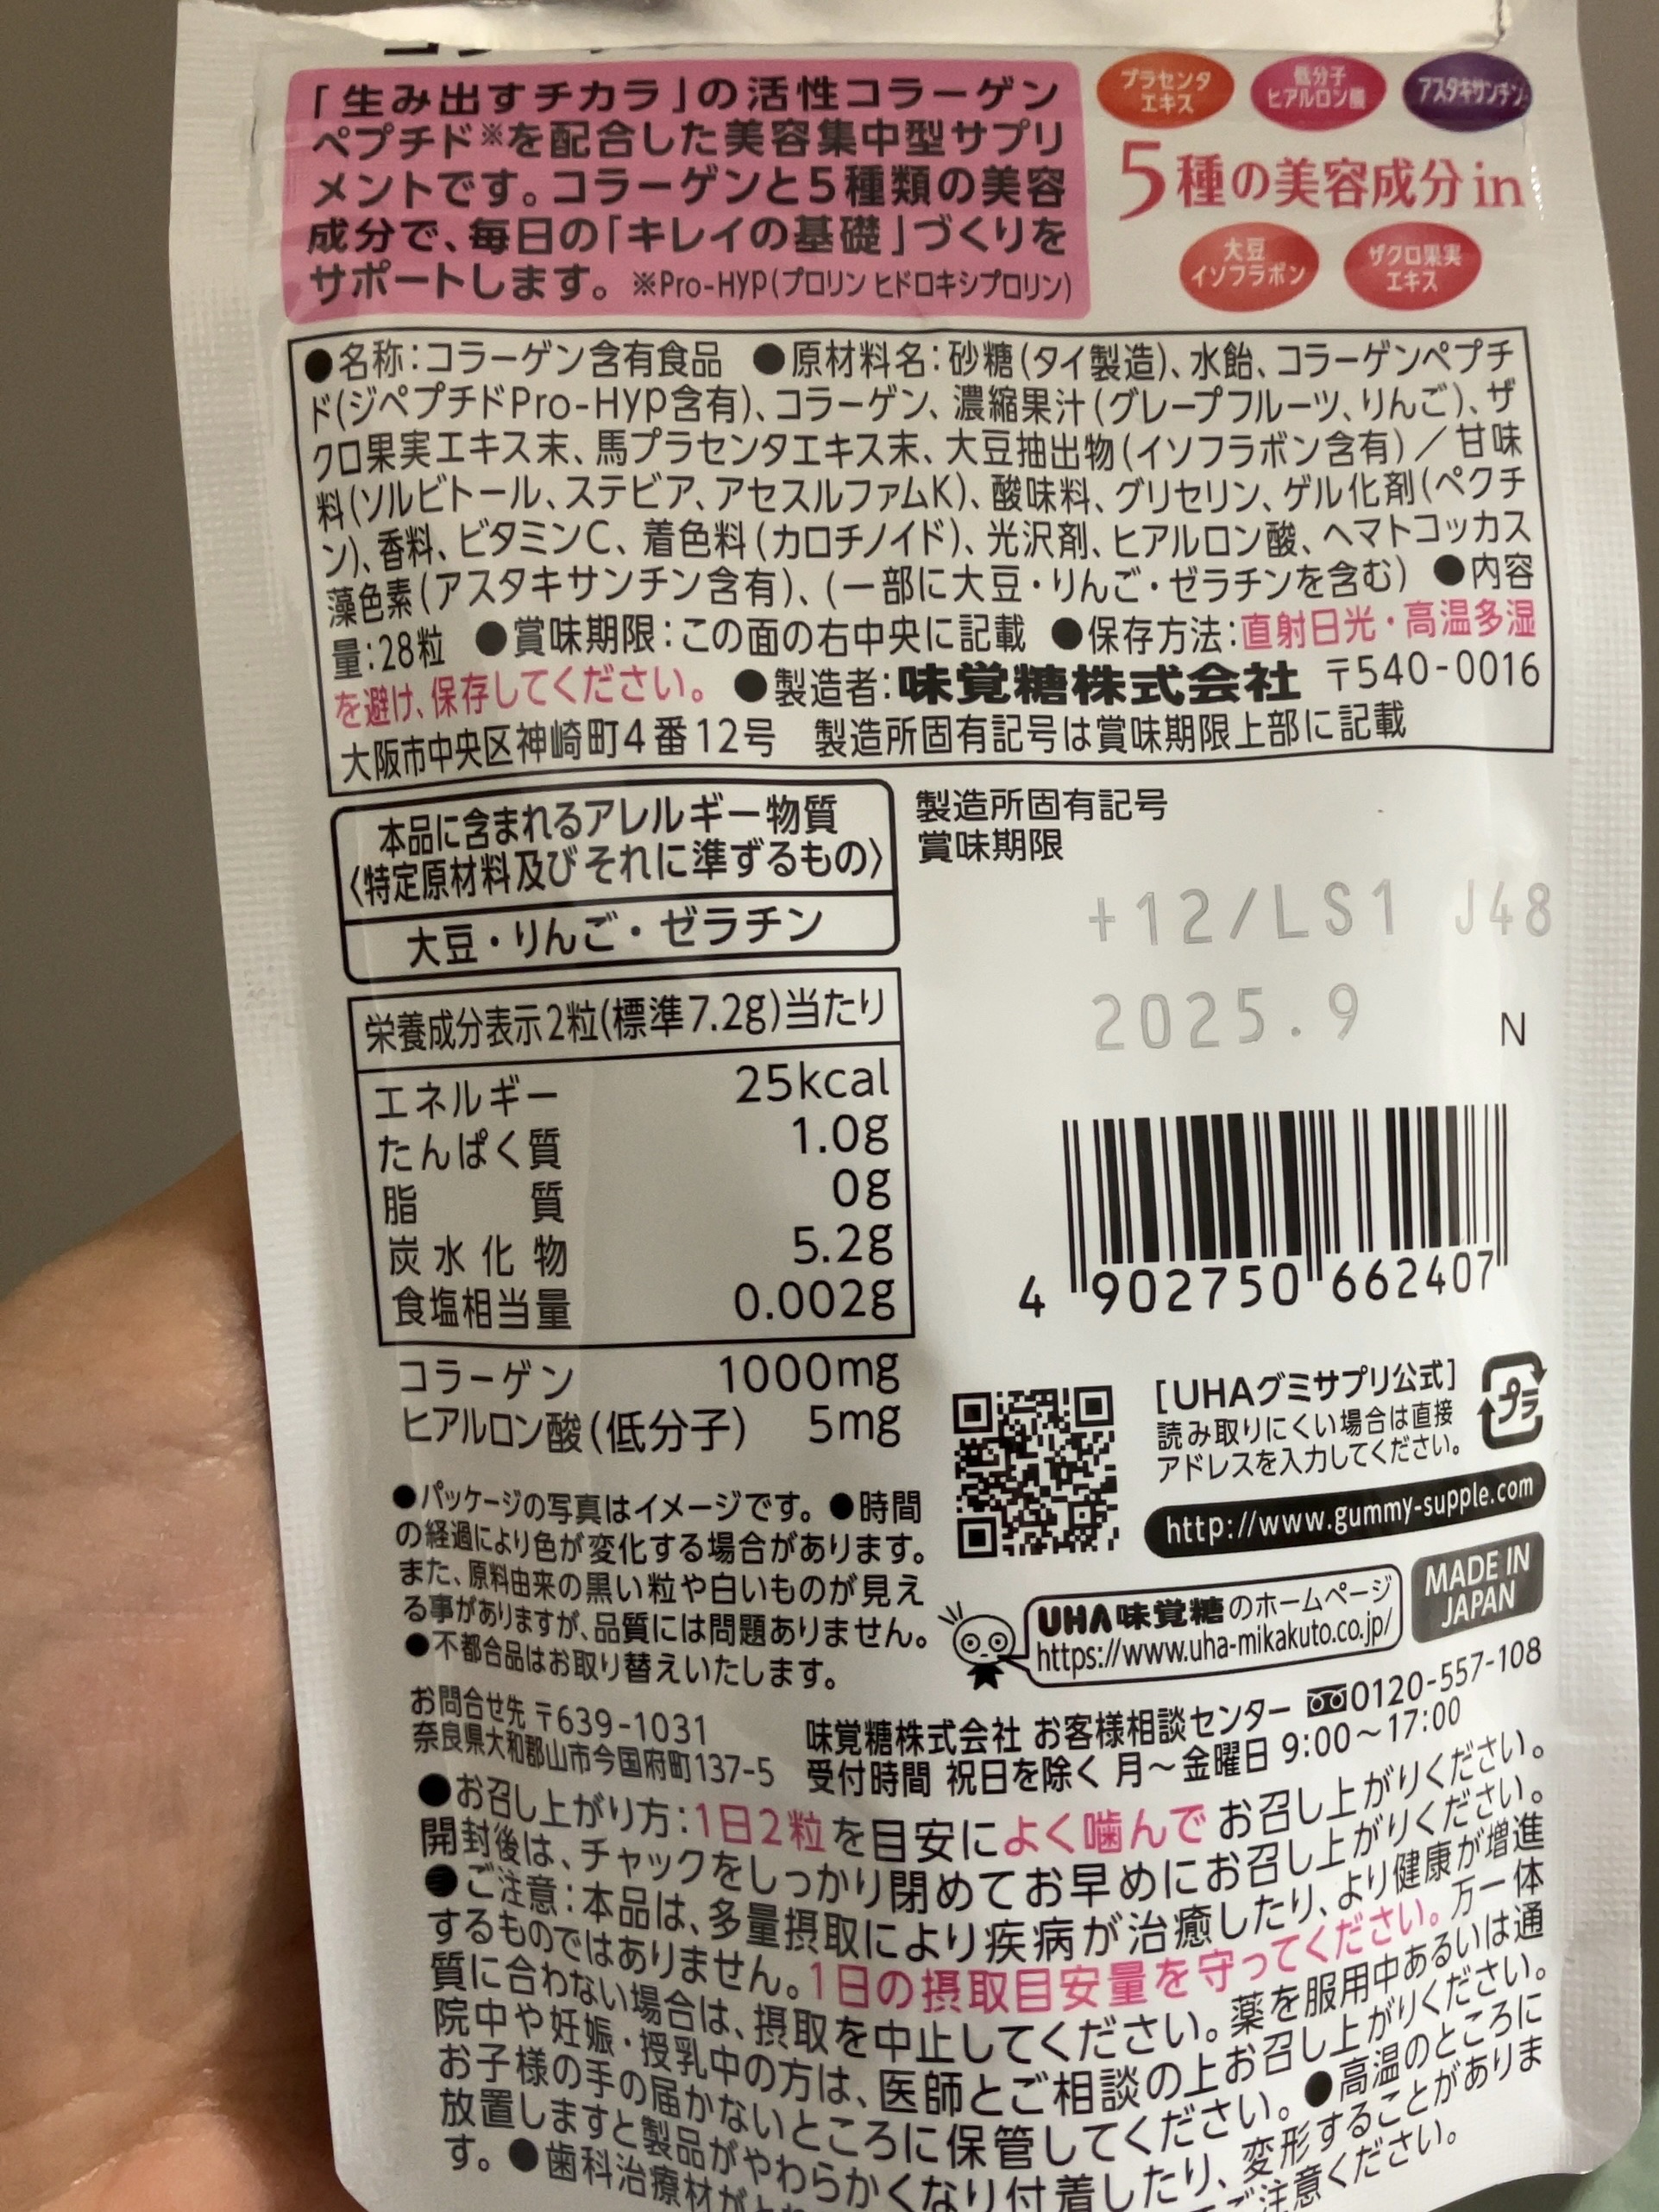 「生み出すチカラ」の活性コラーゲン
ペプチド※を配合した美容集中型サプリ
メントです。コラーゲンと5種類の美容
成分で、毎日の「キレイの基礎」づくりを
サポートします。※Pro-Hyp(プロリン ヒドロキシプロリン)
プラセンタ
エキス
低分子
ヒアルロン酸
アスタキサンチン
5種の美容成分in
大豆
イソフラボン
ザクロ果実
エキス
●名称:コラーゲン含有食品 ●原材料名:砂糖(タイ製造)、水飴、コラーゲンペプチ
ド(ジペプチドPro-Hyp含有)、コラーゲン、濃縮果汁(グレープフルーツ、りんご)、ザ
クロ果実エキス末、馬プラセンタエキス末、大豆抽出物(イソフラボン含有)/甘味
料(ソルビトール、ステビア、アセスルファムK)、酸味料、グリセリン、ゲル化剤(ペクチ
ン)、香料、ビタミンC、着色料(カロチノイド)、光沢剤、ヒアルロン酸、ヘマトコッカス
藻色素(アスタキサンチン含有)、(一部に大豆・りんご・ゼラチンを含む) ●内容
量:28粒 ●賞味期限:この面の右中央に記載 ●保存方法:直射日光・高温多湿
を避け、保存してください。 ●製造者:味覚糖株式会社 〒540-0016
大阪市中央区神崎町4番12号 製造所固有記号は賞味期限上部に記載
本品に含まれるアレルギー物質
〈特定原材料及びそれに準ずるもの〉
大豆・りんご・ゼラチン
製造所固有記号
賞味期限
+12/LS1 J48
2025.9
N
栄養成分表示2粒(標準7.2g)当たり
エネルギー 25kcal
たんぱく質 1.0g
脂質 0g
炭水化物 5.2g
食塩相当量 0.002g
コラーゲン 1000mg
ヒアルロン酸(低分子) 5mg
4 902750 662407
[UHAグミサプリ公式]
読み取りにくい場合は直接
アドレスを入力してください。
プラ
http://www.gummy-supple.com
●パッケージの写真はイメージです。●時間
の経過により色が変化する場合があります。
また、原料由来の黒い粒や白いものが見え
る事がありますが、品質には問題ありません。
●不都合品はお取り替えいたします。
UHA味覚糖のホームページ
https://www.uha-mikakuto.co.jp/
MADE IN
JAPAN
お問合せ先 〒639-1031
奈良県大和郡山市今国府町137-5
味覚糖株式会社 お客様相談センター 0120-557-108
受付時間 祝日を除く 月～金曜日 9:00～17:00
●お召し上がり方:1日2粒を目安によく噛んでお召し上がりください。
開封後は、チャックをしっかり閉めてお早めにお召し上がりください。
●ご注意:本品は、多量摂取により疾病が治癒したり、より健康が増進
するものではありません。1日の摂取目安量を守ってください。万一体
質に合わない場合は、摂取を中止してください。薬を服用中あるいは通
院中や妊娠・授乳中の方は、医師とご相談の上お召し上がりください。
お子様の手の届かないところに保管してください。●高温のところに
放置しますと製品がやわらかくなり付着したり、変形することがありま
す。●歯科治療材が
ご注意ください。